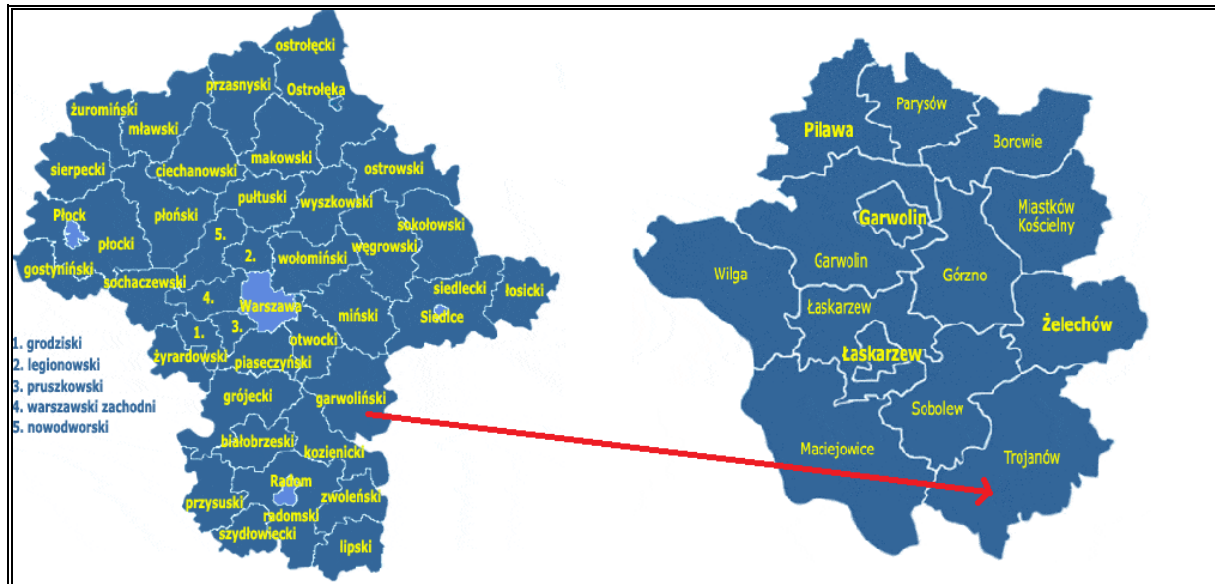 ostrołęcki
przasnyski
Ostrołęka
żuromiński
mławski
makowski
sierpecki
ciechanowski
ostrowski
pułtuski
wyszkowski
Płock
płoński
sokołowski
5.
płocki
węgrowski
2.
wołomiński
gostyniński
sochaczewski
siedlecki
łosicki
4.
Warszawa
miński
Siedlce
1.
3.
otwocki
żyrardowski
piaseczyński
1. grodziski
2. legionowski
3. pruszkowski
4. warszawski zachodni
5. nowodworski
grójecki
garwoliński
białobrzeski
kozienicki
Radom
przysuski
zwoleński
radomski
szydłowiecki
lipski
Parysów
Pilawa
Borcwie
Garwolin
Miastków
Kościelny
Garwolin
Wilga
Górzno
Łaskarzew
Żelechów
Łaskarzew
Sobolew
Maciejowice
Trojanów